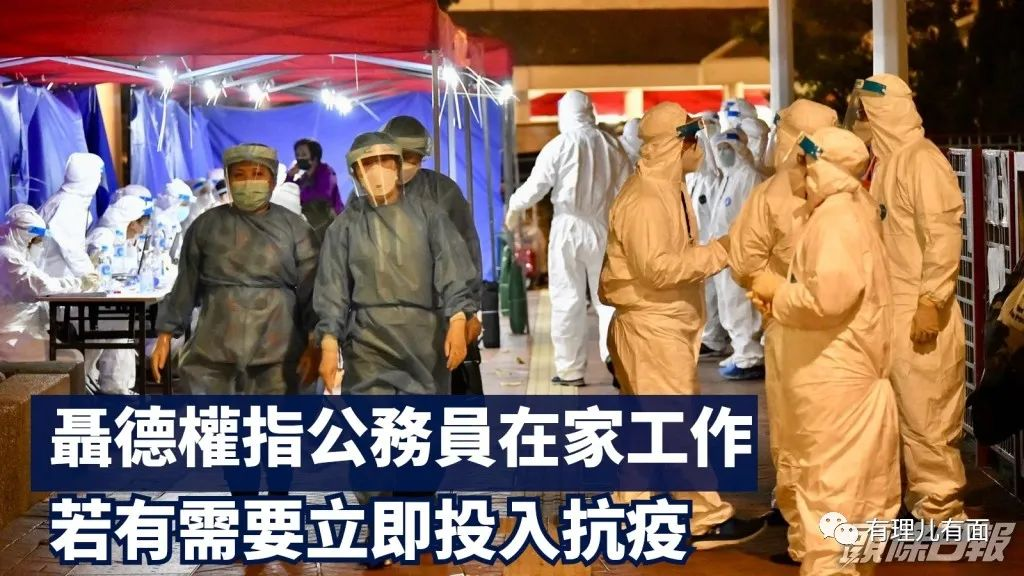 聶德權指公務員在家工作
若有需要立即投入抗疫
有理儿有面
頭條日報